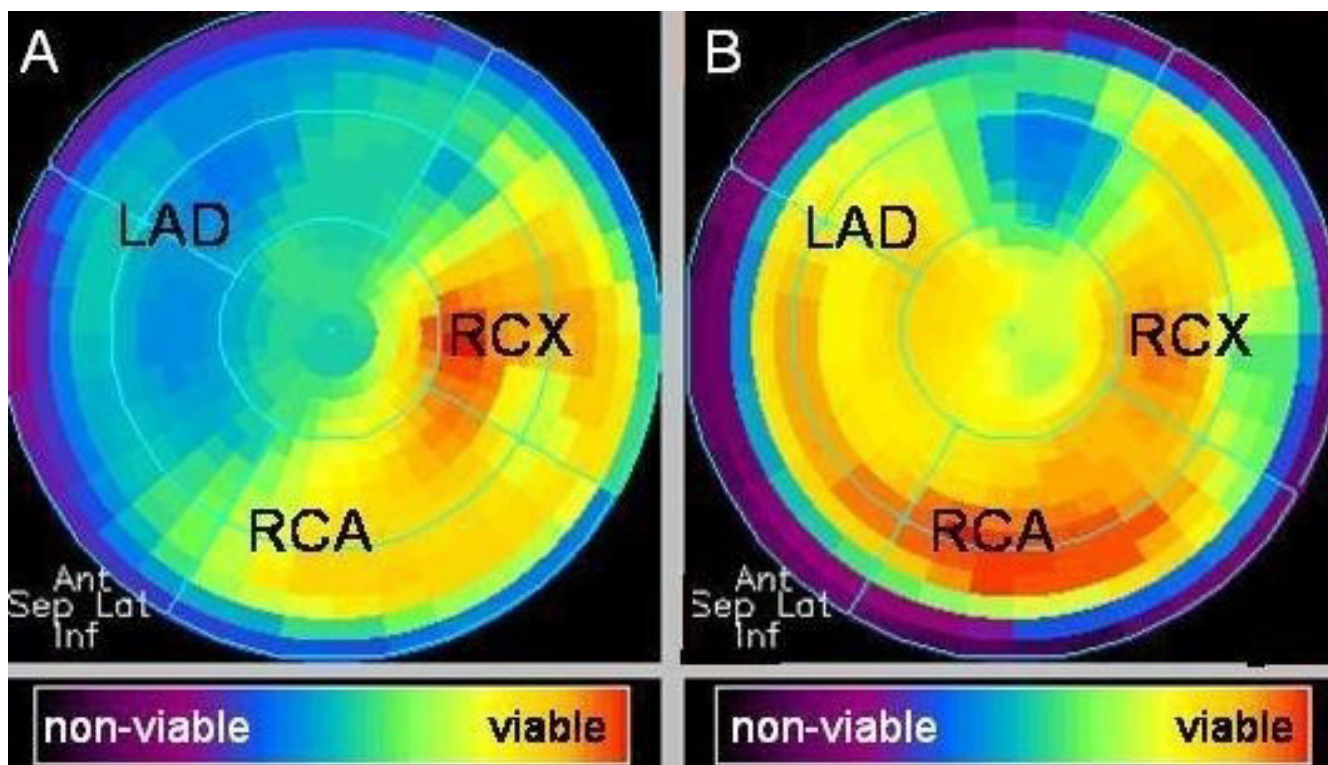 A
LAD
RCX
RCA
Ant
Sep Lat
Inf
non-viable viable
B
LAD
RCX
RCA
Ant
Sep Lat
Inf
non-viable viable